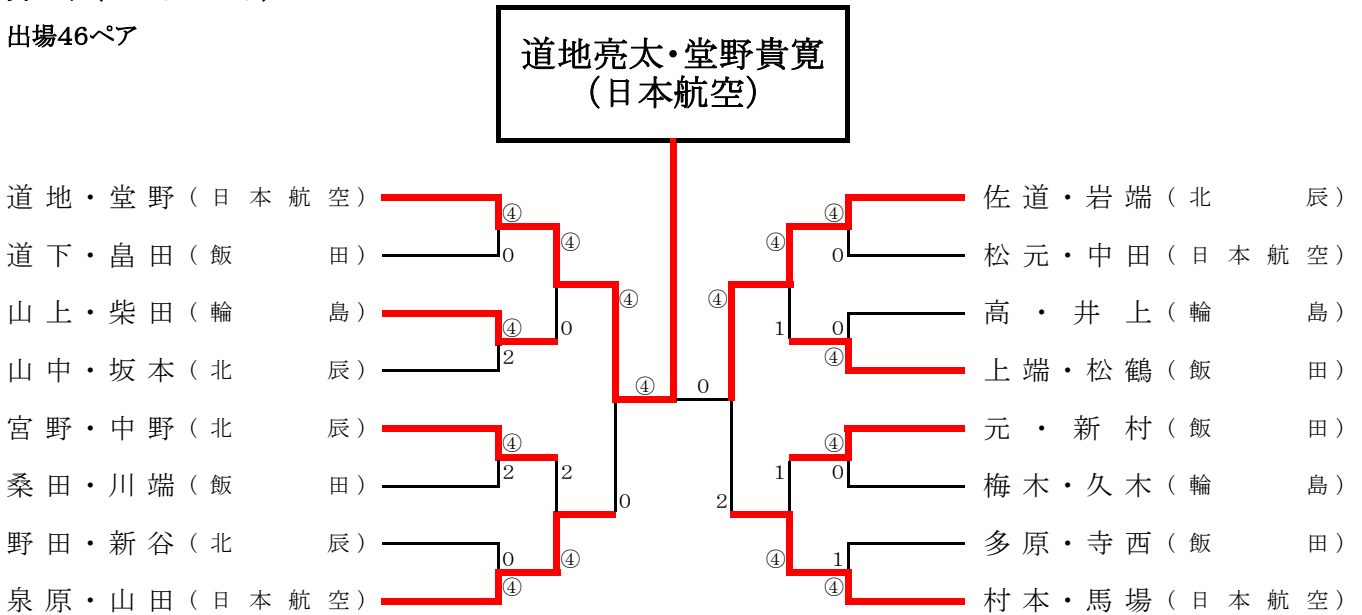 出場46ペア
道地亮太・堂野貴寛
(日本航空)
道地・堂野(日本航空)
④
道下・畠田(飯田)
0
④
山上・柴田(輪島)
④
0
山中・坂本(北辰)
2
④
宮野・中野(北辰)
④
桑田・川端(飯田)
2
2
野田・新谷(北辰)
0
④
泉原・山田(日本航空)
④
0
④
0
佐道・岩端(北辰)
④
松元・中田(日本航空)
0
④
高・井上(輪島)
0
1
上端・松鶴(飯田)
④
④
元・新村(飯田)
④
梅木・久木(輪島)
0
1
多原・寺西(飯田)
1
④
村本・馬場(日本航空)
④
2